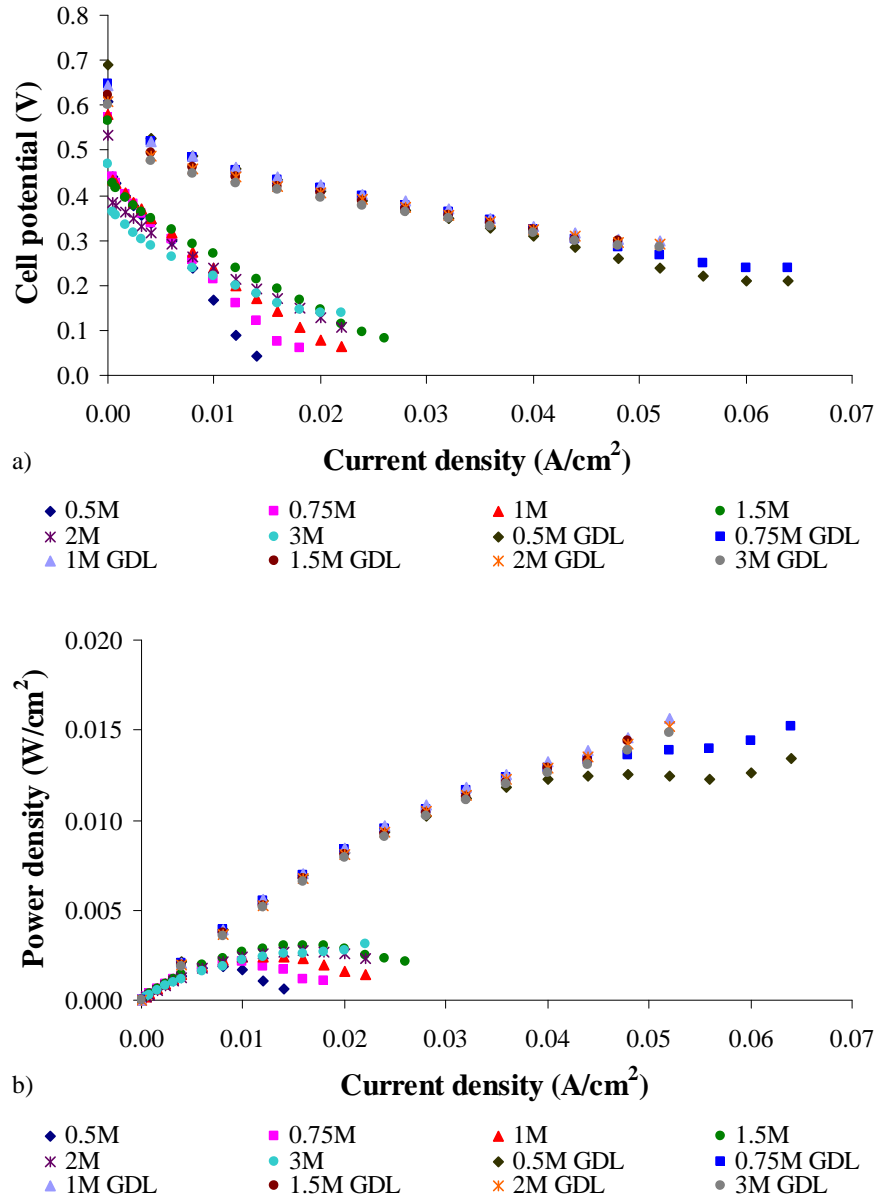 0.8
0.7
0.6
0.5
0.4
0.3
0.2
0.1
0.0
Cell potential (V)
0.00 0.01 0.02 0.03 0.04 0.05 0.06 0.07
a) Current density (A/cm²)
0.5M 0.75M 1M 1.5M
2M 3M 0.5M GDL 0.75M GDL
1M GDL 1.5M GDL 2M GDL 3M GDL
0.020
0.015
0.010
0.005
0.000
Power density (W/cm²)
0.00 0.01 0.02 0.03 0.04 0.05 0.06 0.07
b) Current density (A/cm²)
0.5M 0.75M 1M 1.5M
2M 3M 0.5M GDL 0.75M GDL
1M GDL 1.5M GDL 2M GDL 3M GDL